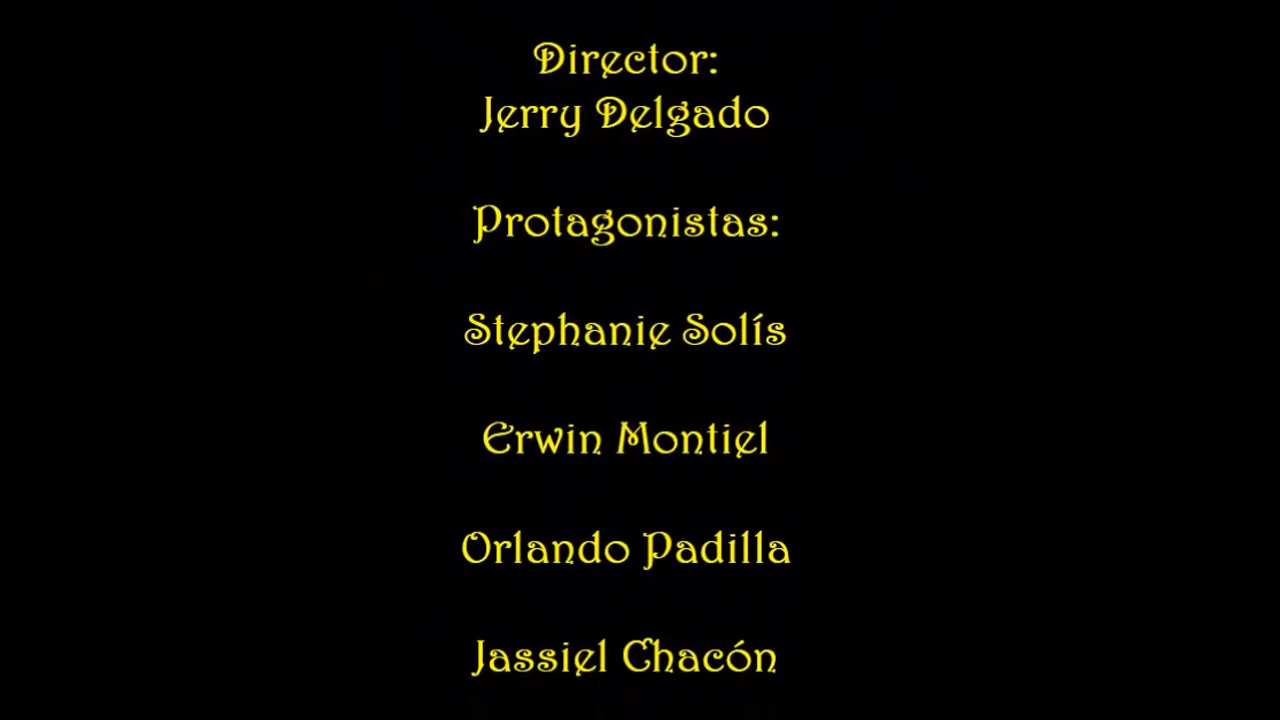 Director:
Jerry Delgado
Protagonistas:
Stephanie Solís
Erwin Montiel
Orlando Padilla
Jassiel Chacón